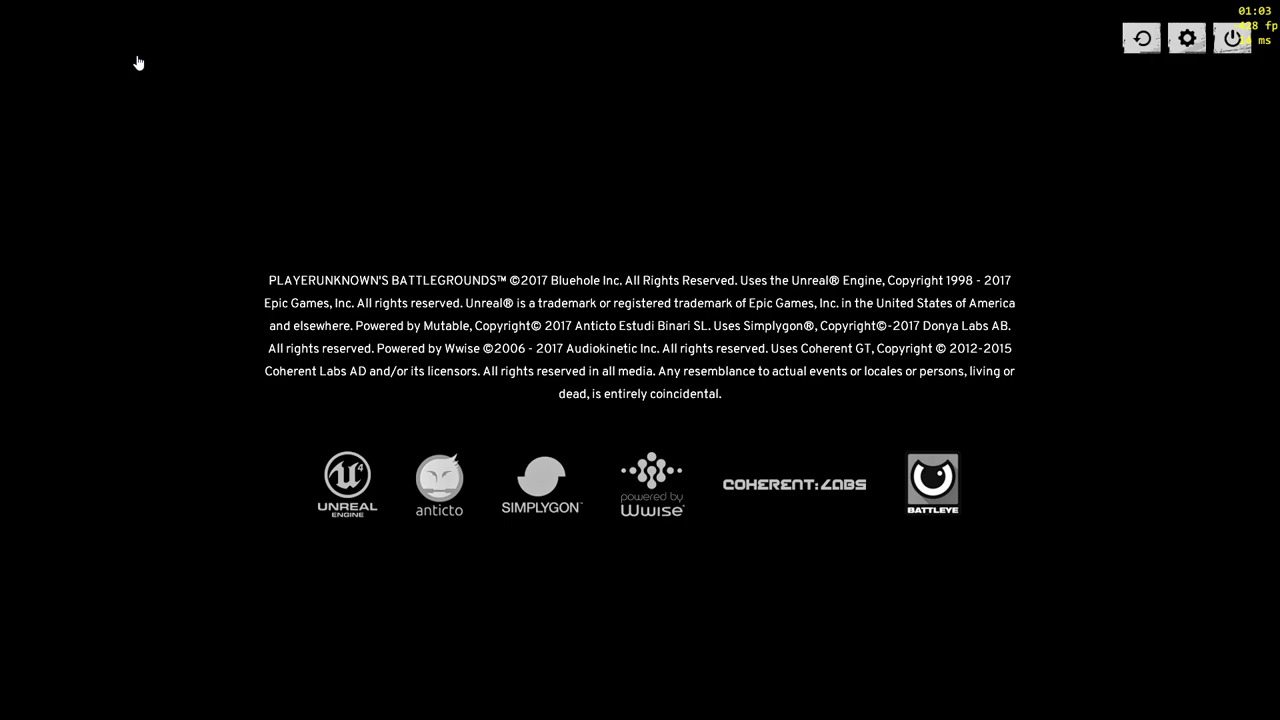 01:03
fp
ms
PLAYERUNKNOWN'S BATTLEGROUNDS™ ©2017 Bluehole Inc. All Rights Reserved. Uses the Unreal® Engine, Copyright 1998 - 2017
Epic Games, Inc. All rights reserved. Unreal® is a trademark or registered trademark of Epic Games, Inc. in the United States of America
and elsewhere. Powered by Mutable, Copyright© 2017 Anticto Estudi Binari SL. Uses Simplygon®, Copyright©-2017 Donya Labs AB.
All rights reserved. Powered by Wwise ©2006 - 2017 Audiokinetic Inc. All rights reserved. Uses Coherent GT, Copyright © 2012-2015
Coherent Labs AD and/or its licensors. All rights reserved in all media. Any resemblance to actual events or locales or persons, living or
dead, is entirely coincidental.
UNREAL
ENGINE
anticto
SIMPLYGON™
powered by
Wwise®
COHERENT:LABS
BATTLEYE